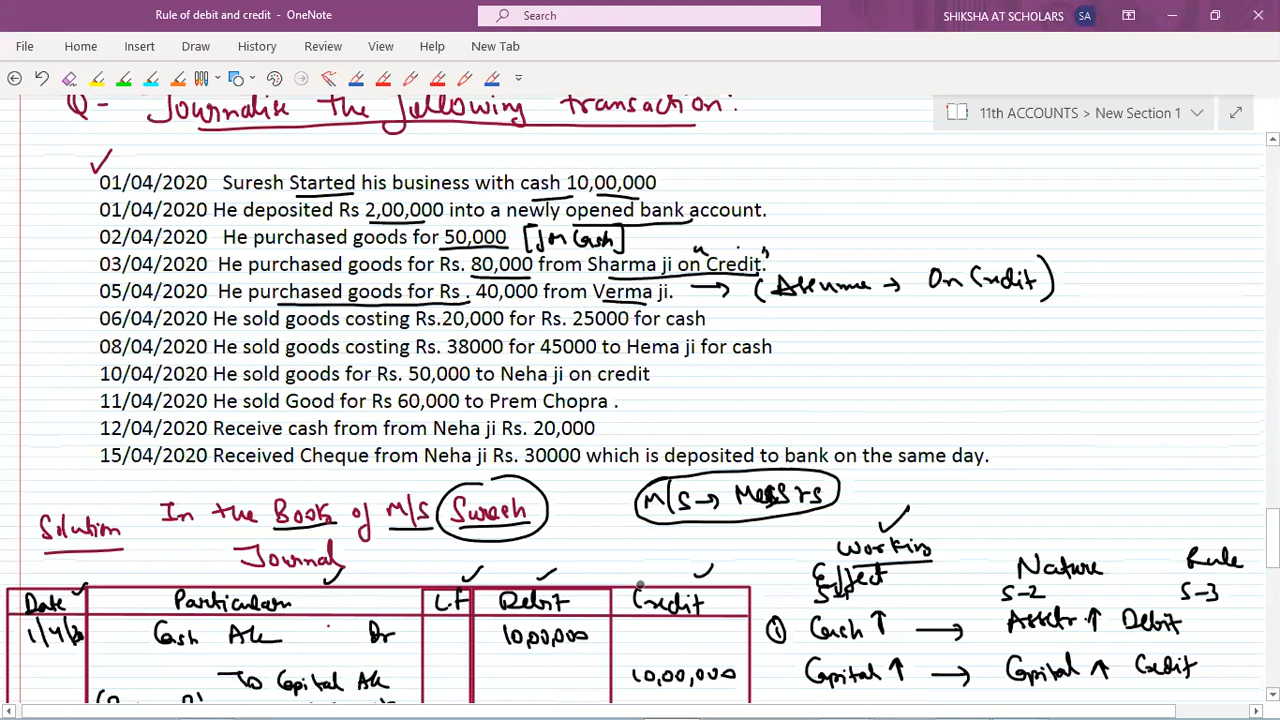 Rule of debit and credit - OneNote
Search
SHIKSHA AT SCHOLARS SA
File Home Insert Draw History Review View Help New Tab
11th ACCOUNTS > New Section 1
Q- Journalise the following transaction:
01/04/2020 Suresh Started his business with cash 10,00,000
01/04/2020 He deposited Rs 2,00,000 into a newly opened bank account.
02/04/2020 He purchased goods for 50,000 [for Cash]
03/04/2020 He purchased goods for Rs. 80,000 from Sharma ji "on Credit."
05/04/2020 He purchased goods for Rs . 40,000 from Verma ji. → (Assume → On Credit)
06/04/2020 He sold goods costing Rs.20,000 for Rs. 25000 for cash
08/04/2020 He sold goods costing Rs. 38000 for 45000 to Hema ji for cash
10/04/2020 He sold goods for Rs. 50,000 to Neha ji on credit
11/04/2020 He sold Good for Rs 60,000 to Prem Chopra .
12/04/2020 Receive cash from from Neha ji Rs. 20,000
15/04/2020 Received Cheque from Neha ji Rs. 30000 which is deposited to bank on the same day.
Solution In the Books of M/S Suresh
M/S → Messrs
Journal
Working
Effect Nature Rule
S-1 S-2 S-3
Date Particulars LF Debit Credit
1/4/20 Cash A/c Dr 10,00,000
① Cash ↑ → Assets ↑ Debit
To Capital A/c 10,00,000
Capital ↑ → Capital ↑ Credit